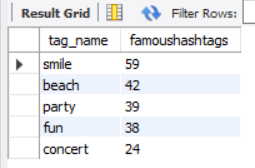 Result Grid Filter Rows:
tag_name famoushashtags
smile 59
beach 42
party 39
fun 38
concert 24